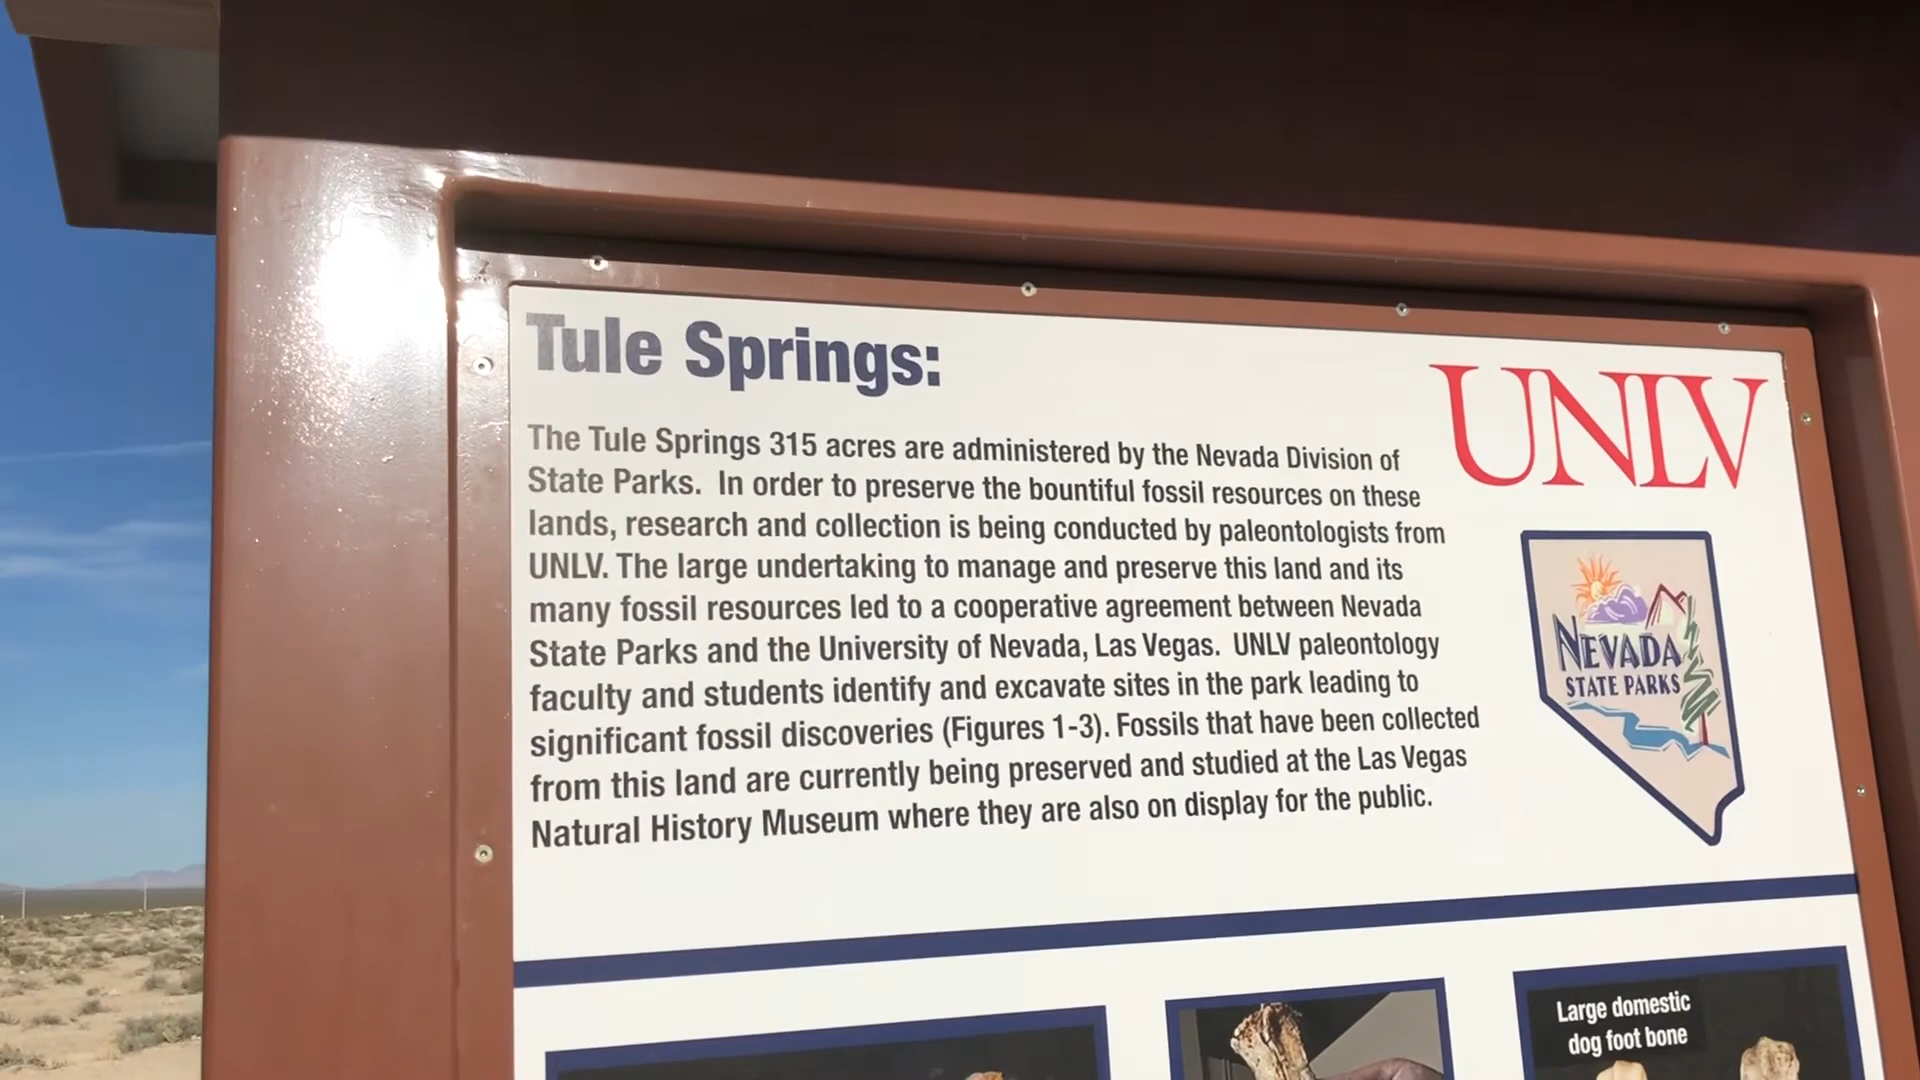 Tule Springs:
UNLV
The Tule Springs 315 acres are administered by the Nevada Division of
State Parks.  In order to preserve the bountiful fossil resources on these
lands, research and collection is being conducted by paleontologists from
UNLV. The large undertaking to manage and preserve this land and its
many fossil resources led to a cooperative agreement between Nevada
State Parks and the University of Nevada, Las Vegas.  UNLV paleontology
faculty and students identify and excavate sites in the park leading to
significant fossil discoveries (Figures 1-3). Fossils that have been collected
from this land are currently being preserved and studied at the Las Vegas
Natural History Museum where they are also on display for the public.
NEVADA
STATE PARKS
Large domestic
dog foot bone